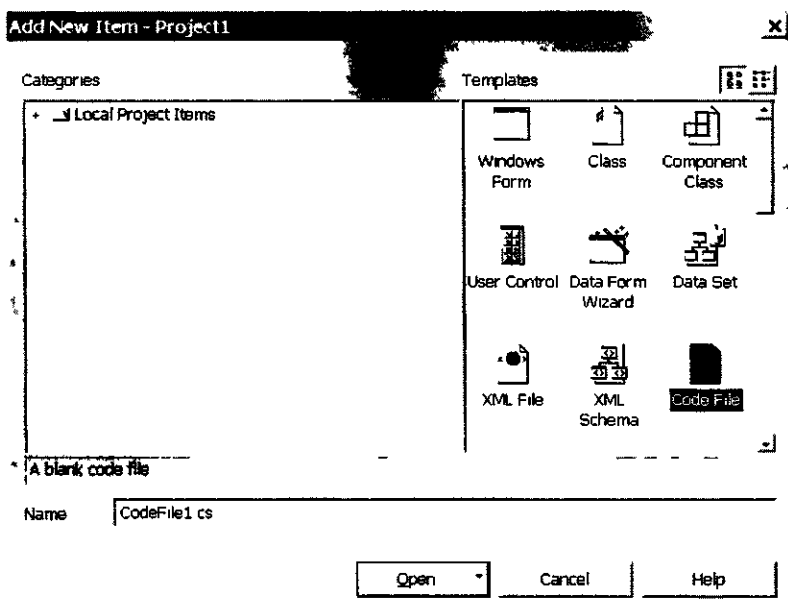 Add New Item - Project1
Categories
Templates
Local Project Items
Windows Form
Class
Component Class
User Control
Data Form Wizard
Data Set
XML File
XML Schema
Code File
A blank code file
Name
CodeFile1 cs
Open
Cancel
Help